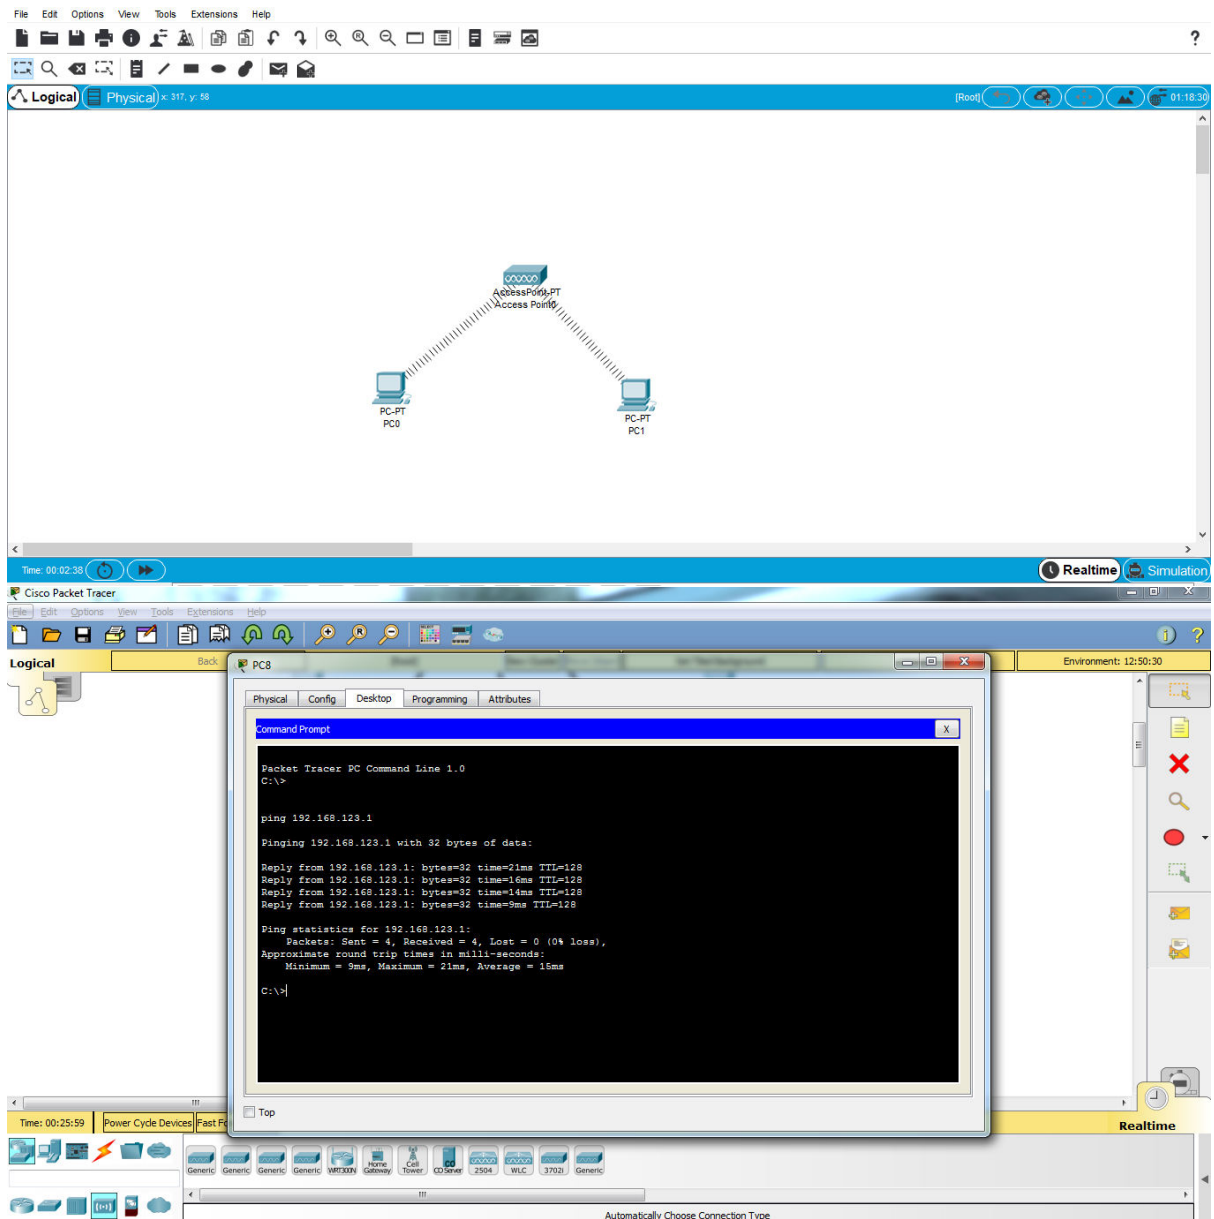 File Edit Options View Tools Extensions Help
?
Logical Physical x: 317, y: 58 [Root] 01:18:30
AccessPoint-PT
Access Point0
PC-PT
PC0
PC-PT
PC1
Time: 00:02:38 Realtime Simulation
Cisco Packet Tracer
File Edit Options View Tools Extensions Help
Logical Back Environment: 12:50:30
PC8
Physical Config Desktop Programming Attributes
Command Prompt X
Packet Tracer PC Command Line 1.0
C:\>
ping 192.168.123.1
Pinging 192.168.123.1 with 32 bytes of data:
Reply from 192.168.123.1: bytes=32 time=21ms TTL=128
Reply from 192.168.123.1: bytes=32 time=16ms TTL=128
Reply from 192.168.123.1: bytes=32 time=14ms TTL=128
Reply from 192.168.123.1: bytes=32 time=9ms TTL=128
Ping statistics for 192.168.123.1:
Packets: Sent = 4, Received = 4, Lost = 0 (0% loss),
Approximate round trip times in milli-seconds:
Minimum = 9ms, Maximum = 21ms, Average = 15ms
C:\>
Top
Time: 00:25:59 Power Cycle Devices Fast Fo Realtime
Generic Generic Generic Generic WRT300N Home Gateway Cell Tower CO Server 2504 WLC 3702i Generic
Automatically Choose Connection Type